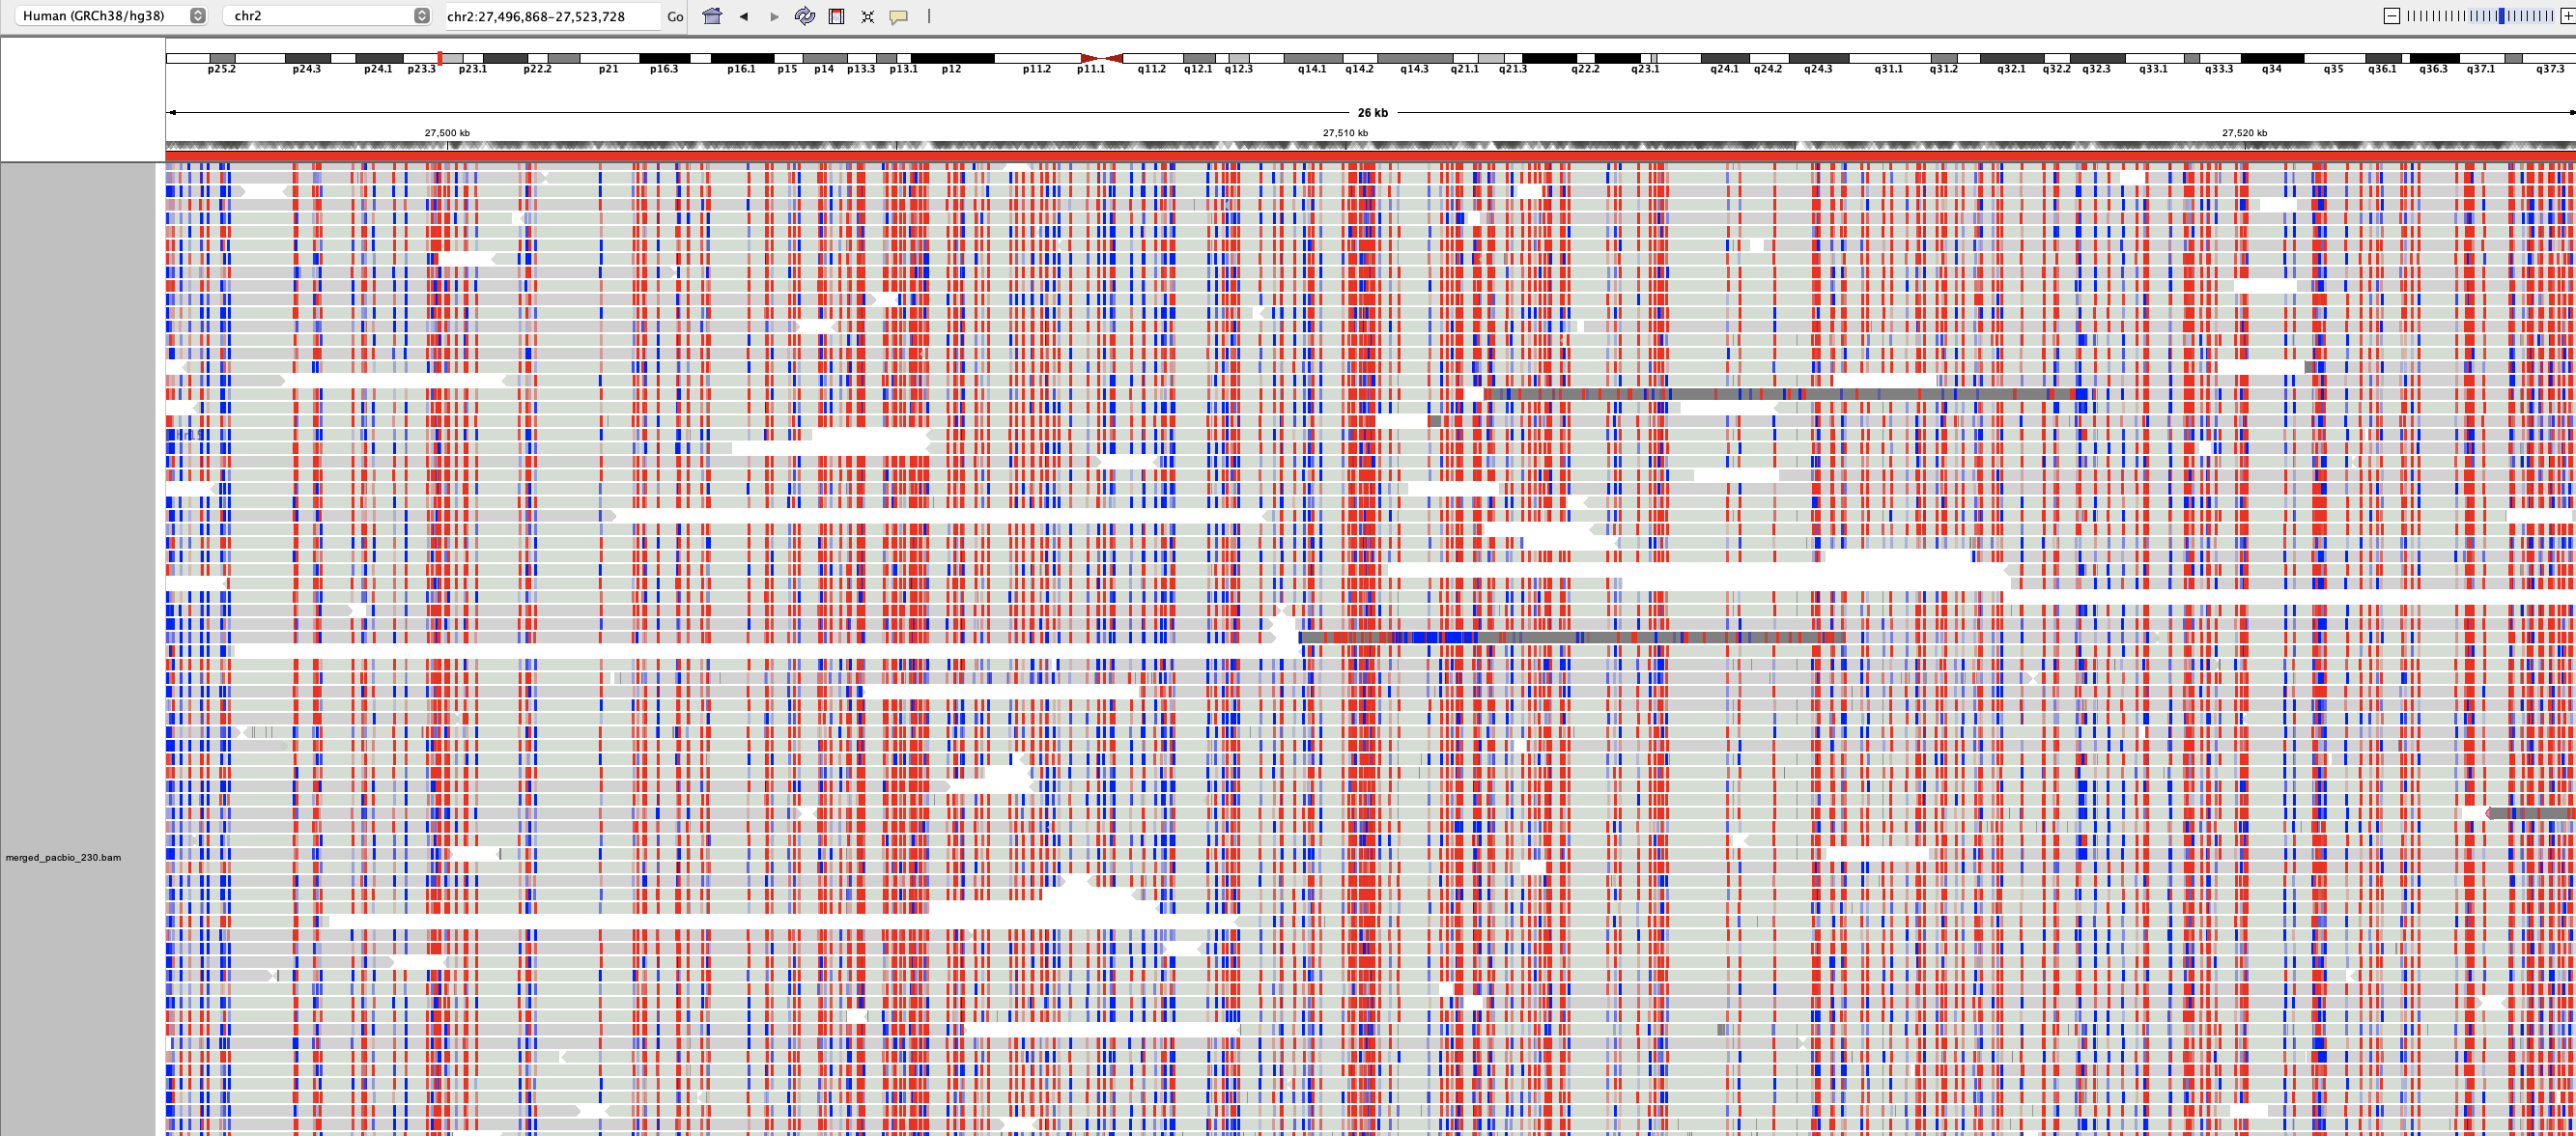 Human (GRCh38/hg38) chr2 chr2:27,496,868-27,523,728 Go
p25.2 p24.3 p24.1 p23.3 p23.1 p22.2 p21 p16.3 p16.1 p15 p14 p13.3 p13.1 p12 p11.2 p11.1 q11.2 q12.1 q12.3 q14.1 q14.2 q14.3 q21.1 q21.3 q22.2 q23.1 q24.1 q24.2 q24.3 q31.1 q31.2 q32.1 q32.2 q32.3 q33.1 q33.3 q34 q35 q36.1 q36.3 q37.1 q37.3
26 kb
27,500 kb 27,510 kb 27,520 kb
merged_pacbio_230.bam